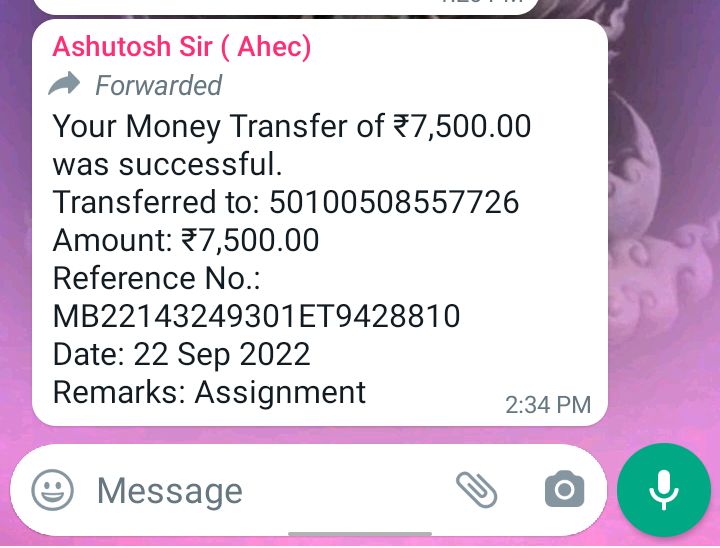 Ashutosh Sir ( Ahec)
Forwarded
Your Money Transfer of ₹7,500.00
was successful.
Transferred to: 50100508557726
Amount: ₹7,500.00
Reference No.:
MB22143249301ET9428810
Date: 22 Sep 2022
Remarks: Assignment
2:34 PM
Message